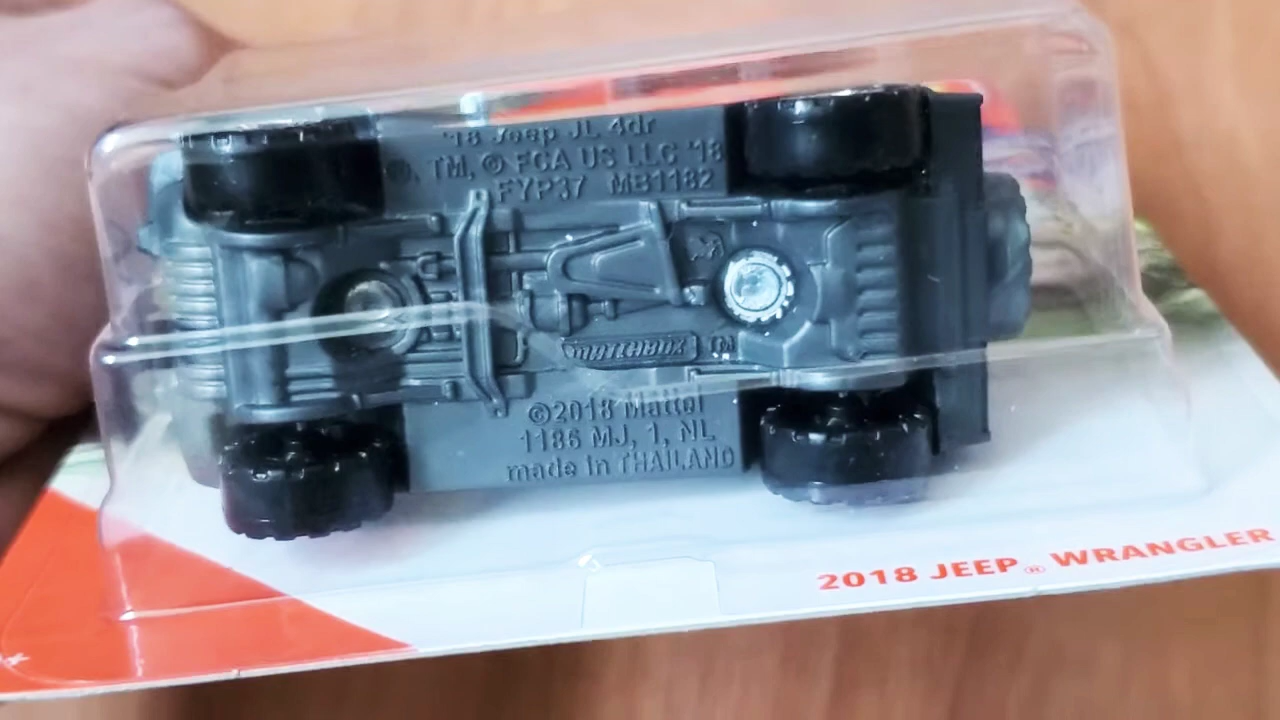 '18 Jeep JL 4dr
®, TM, © FCA US LLC '18
FYP37 MB1182
MATCHBOX TM
©2018 Mattel
1186 MJ, 1, NL
made in THAILAND
2018 JEEP® WRANGLER